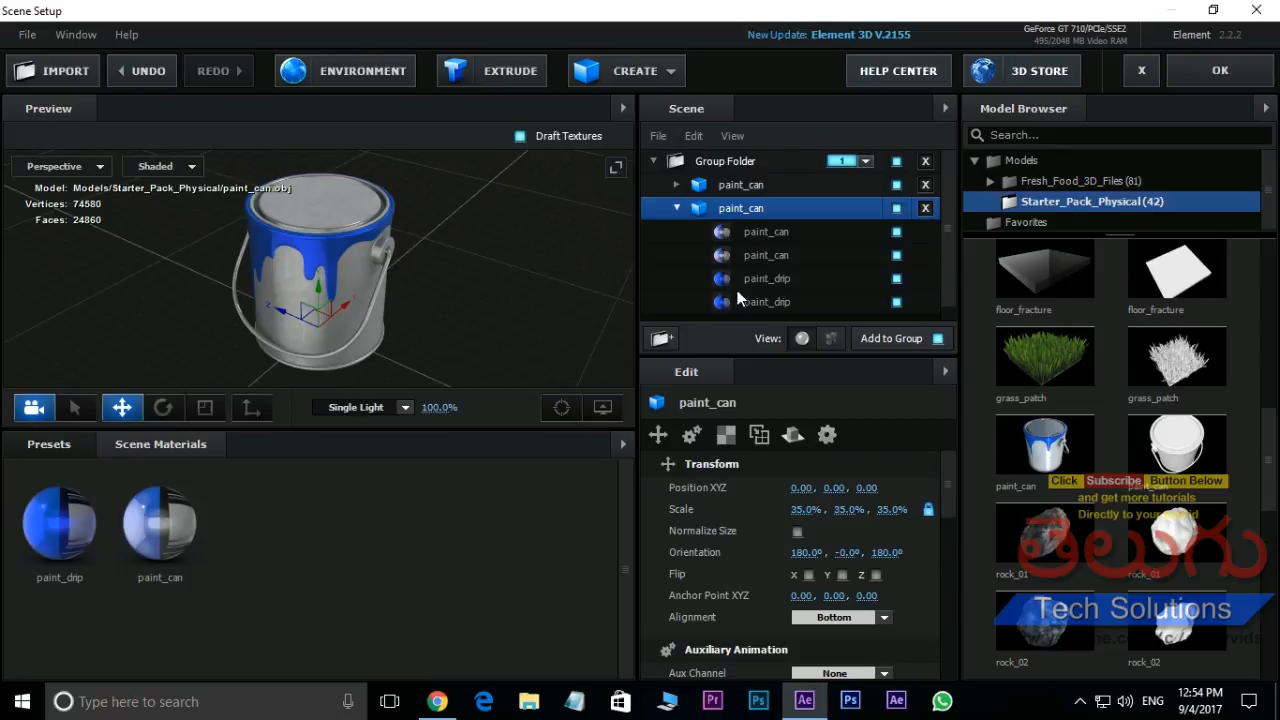 Scene Setup
File Window Help
New Update: Element 3D V.2155
GeForce GT 710/PCIe/SSE2
495/2048 MB Video RAM
Element 2.2.2
IMPORT
UNDO
REDO
ENVIRONMENT
EXTRUDE
CREATE
HELP CENTER
3D STORE
X
OK
Preview
Draft Textures
Perspective
Shaded
Model: Models/Starter_Pack_Physical/paint_can.obj
Vertices: 74580
Faces: 24860
Single Light
100.0%
Presets
Scene Materials
paint_drip
paint_can
Scene
File Edit View
Group Folder 1 X
paint_can X
paint_can X
paint_can
paint_can
paint_drip
paint_drip
View:
Add to Group
Edit
paint_can
Transform
Position XYZ 0.00, 0.00, 0.00
Scale 35.0%, 35.0%, 35.0%
Normalize Size
Orientation 180.0º, -0.0º, 180.0º
Flip X Y Z
Anchor Point XYZ 0.00, 0.00, 0.00
Alignment Bottom
Auxiliary Animation
Aux Channel None
Model Browser
Search...
Models
Fresh_Food_3D_Files (81)
Starter_Pack_Physical (42)
Favorites
floor_fracture floor_fracture
grass_patch grass_patch
paint_can
Click Subscribe Button Below
and get more tutorials
rock_01 rock_01
తెలుగు
Tech Solutions
rock_02 rock_02
Type here to search
ENG
12:54 PM
9/4/2017